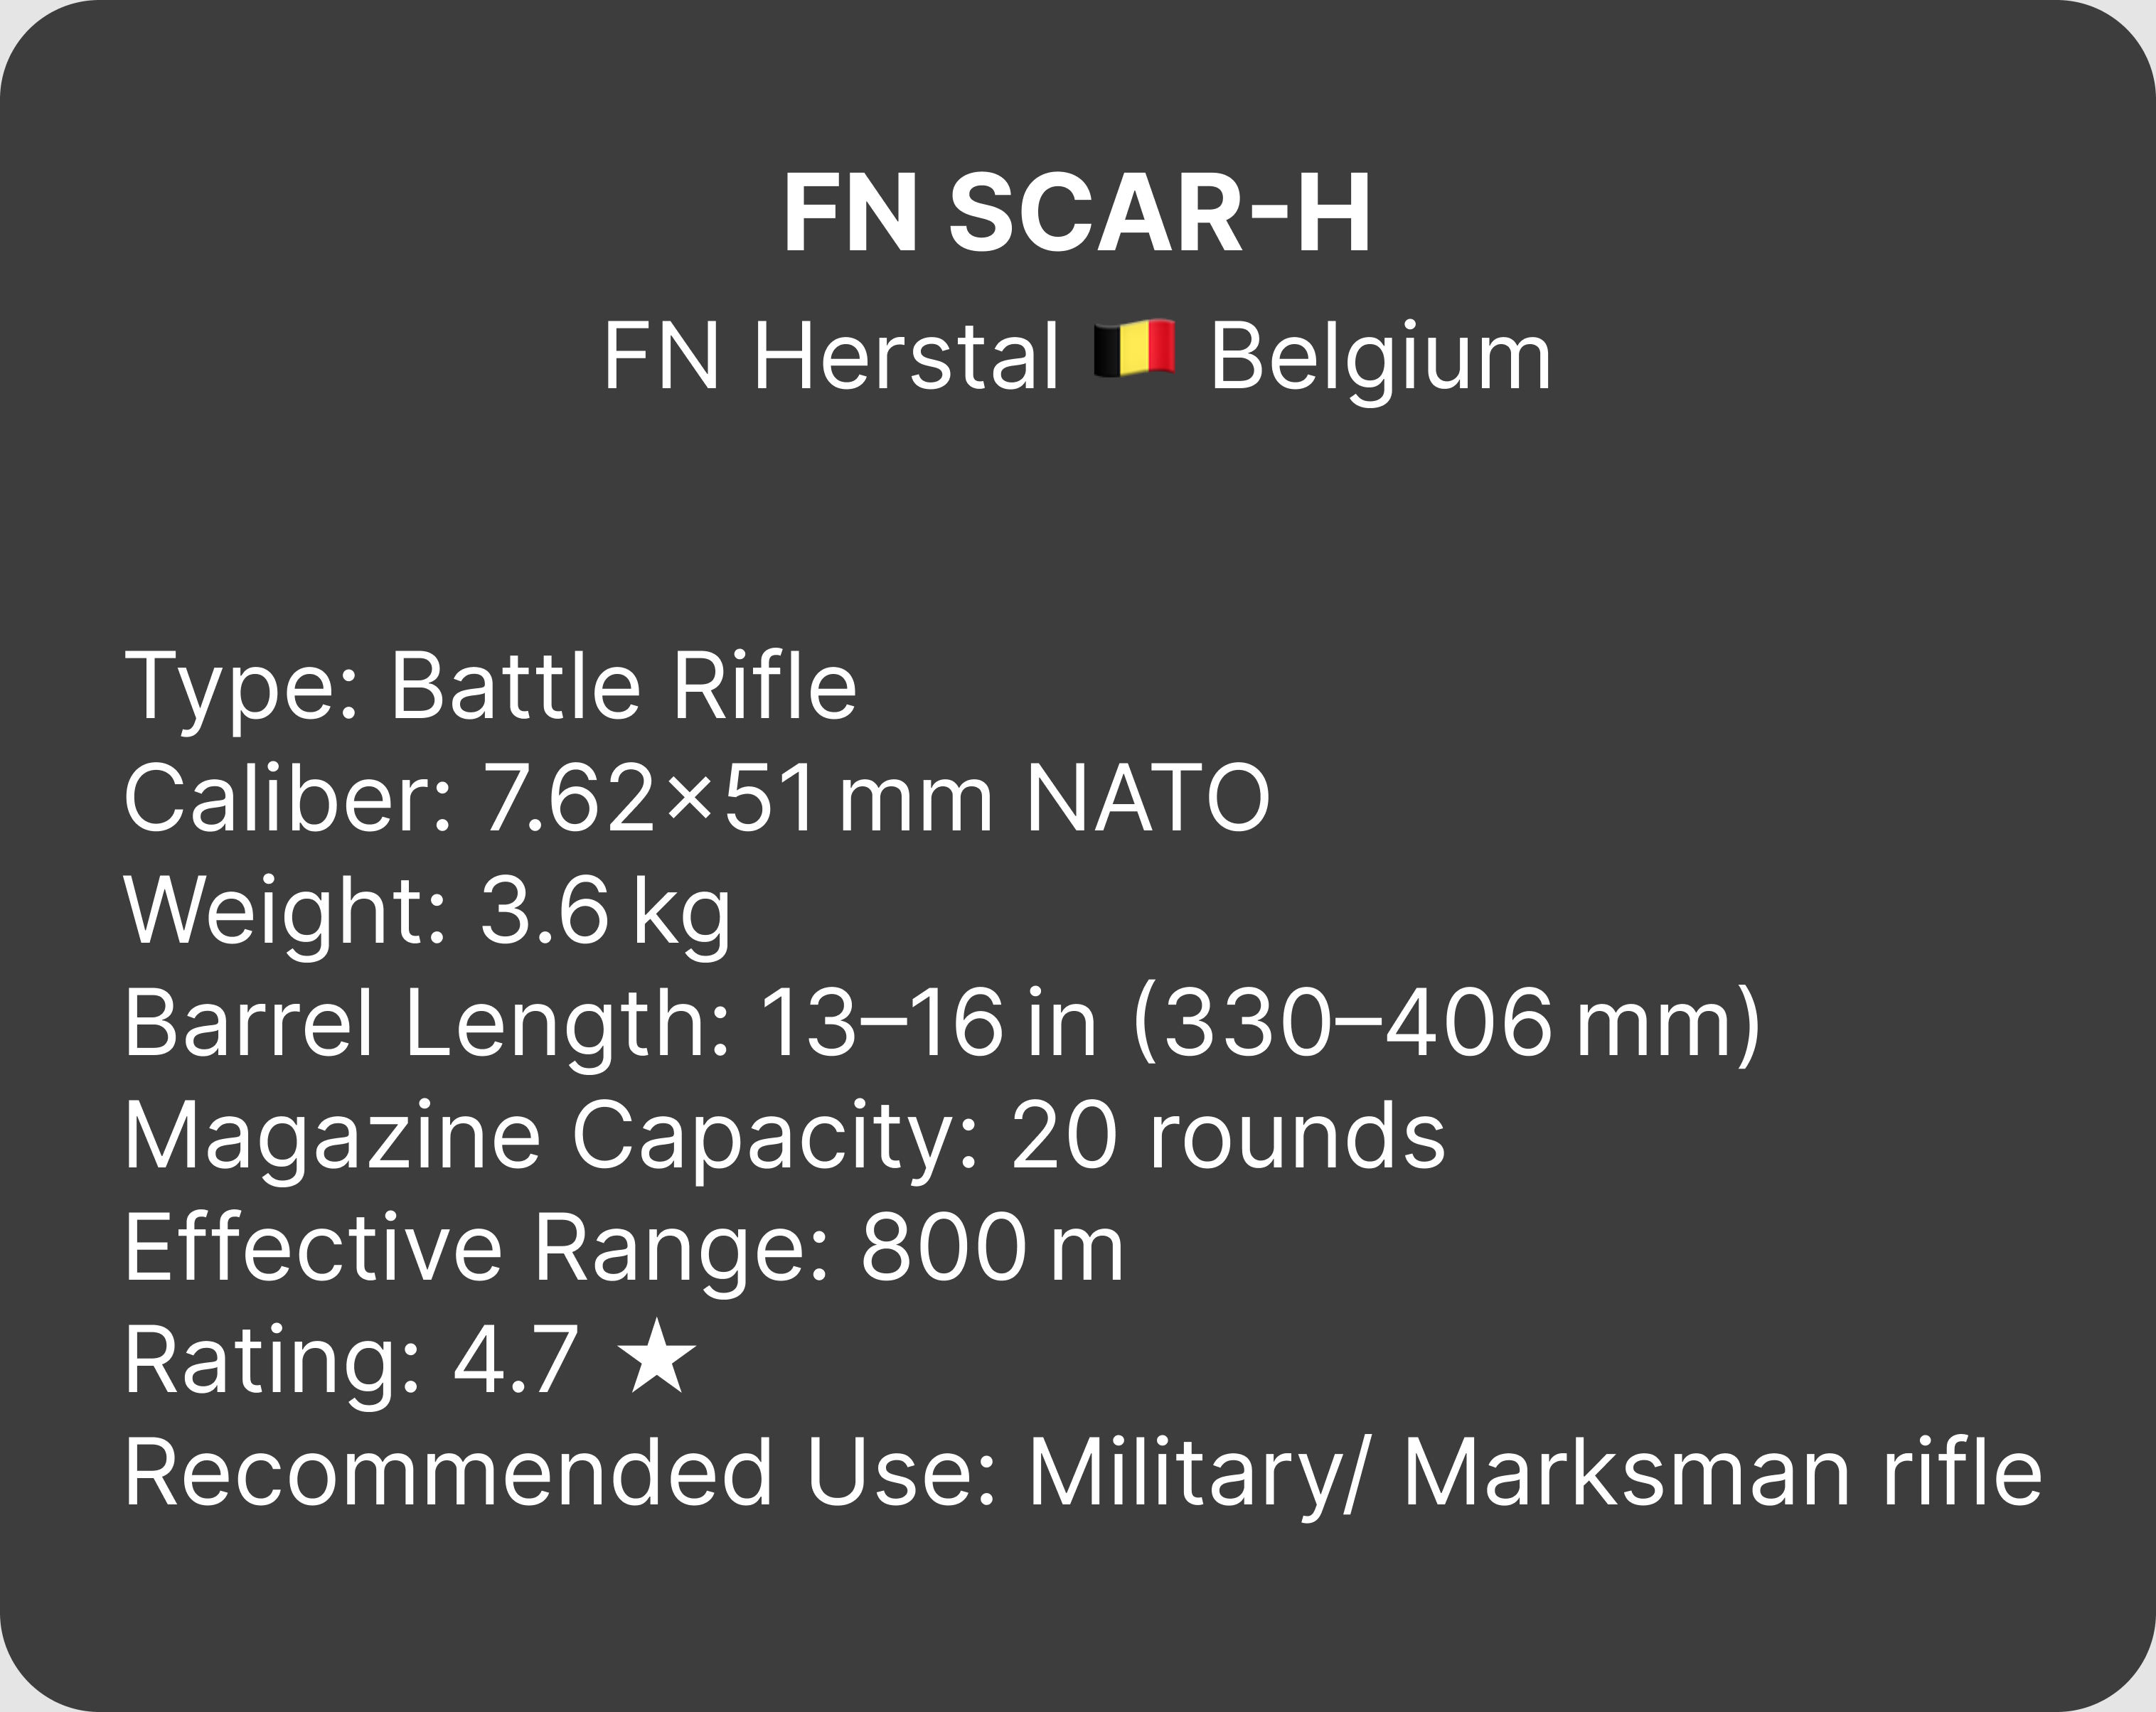 FN SCAR-H
FN Herstal 🇧🇪 Belgium
Type: Battle Rifle
Caliber: 7.62×51 mm NATO
Weight: 3.6 kg
Barrel Length: 13–16 in (330–406 mm)
Magazine Capacity: 20 rounds
Effective Range: 800 m
Rating: 4.7 ★
Recommended Use: Military/ Marksman rifle